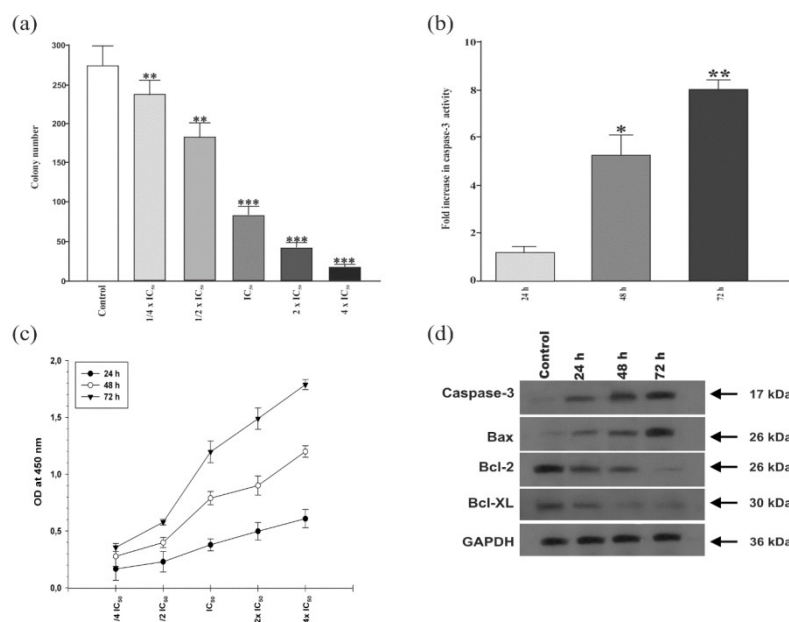 (a)
300
250
200
150
100
50
0
Colony number
**
**
***
***
***
Control
1/4 x IC50
1/2 x IC50
IC50
2 x IC50
4 x IC50
(b)
10
8
6
4
2
0
Fold increase in caspase-3 activity
*
**
24 h
48 h
72 h
(c)
2,0
1,5
1,0
0,5
0,0
OD at 450 nm
24 h
48 h
72 h
1/4 IC50
1/2 IC50
IC50
2x IC50
4x IC50
(d)
Control
24 h
48 h
72 h
Caspase-3
17 kDa
Bax
26 kDa
Bcl-2
26 kDa
Bcl-XL
30 kDa
GAPDH
36 kDa